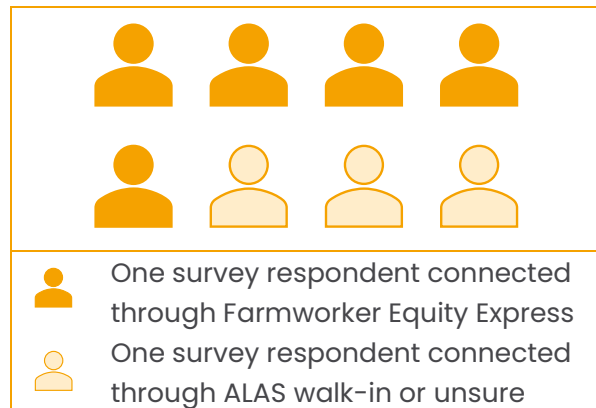 One survey respondent connected
through Farmworker Equity Express
One survey respondent connected
through ALAS walk-in or unsure